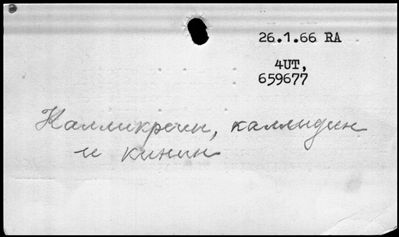 26.1.66 RA
4UT,
659677
Калликреин, каллидин
и кинин